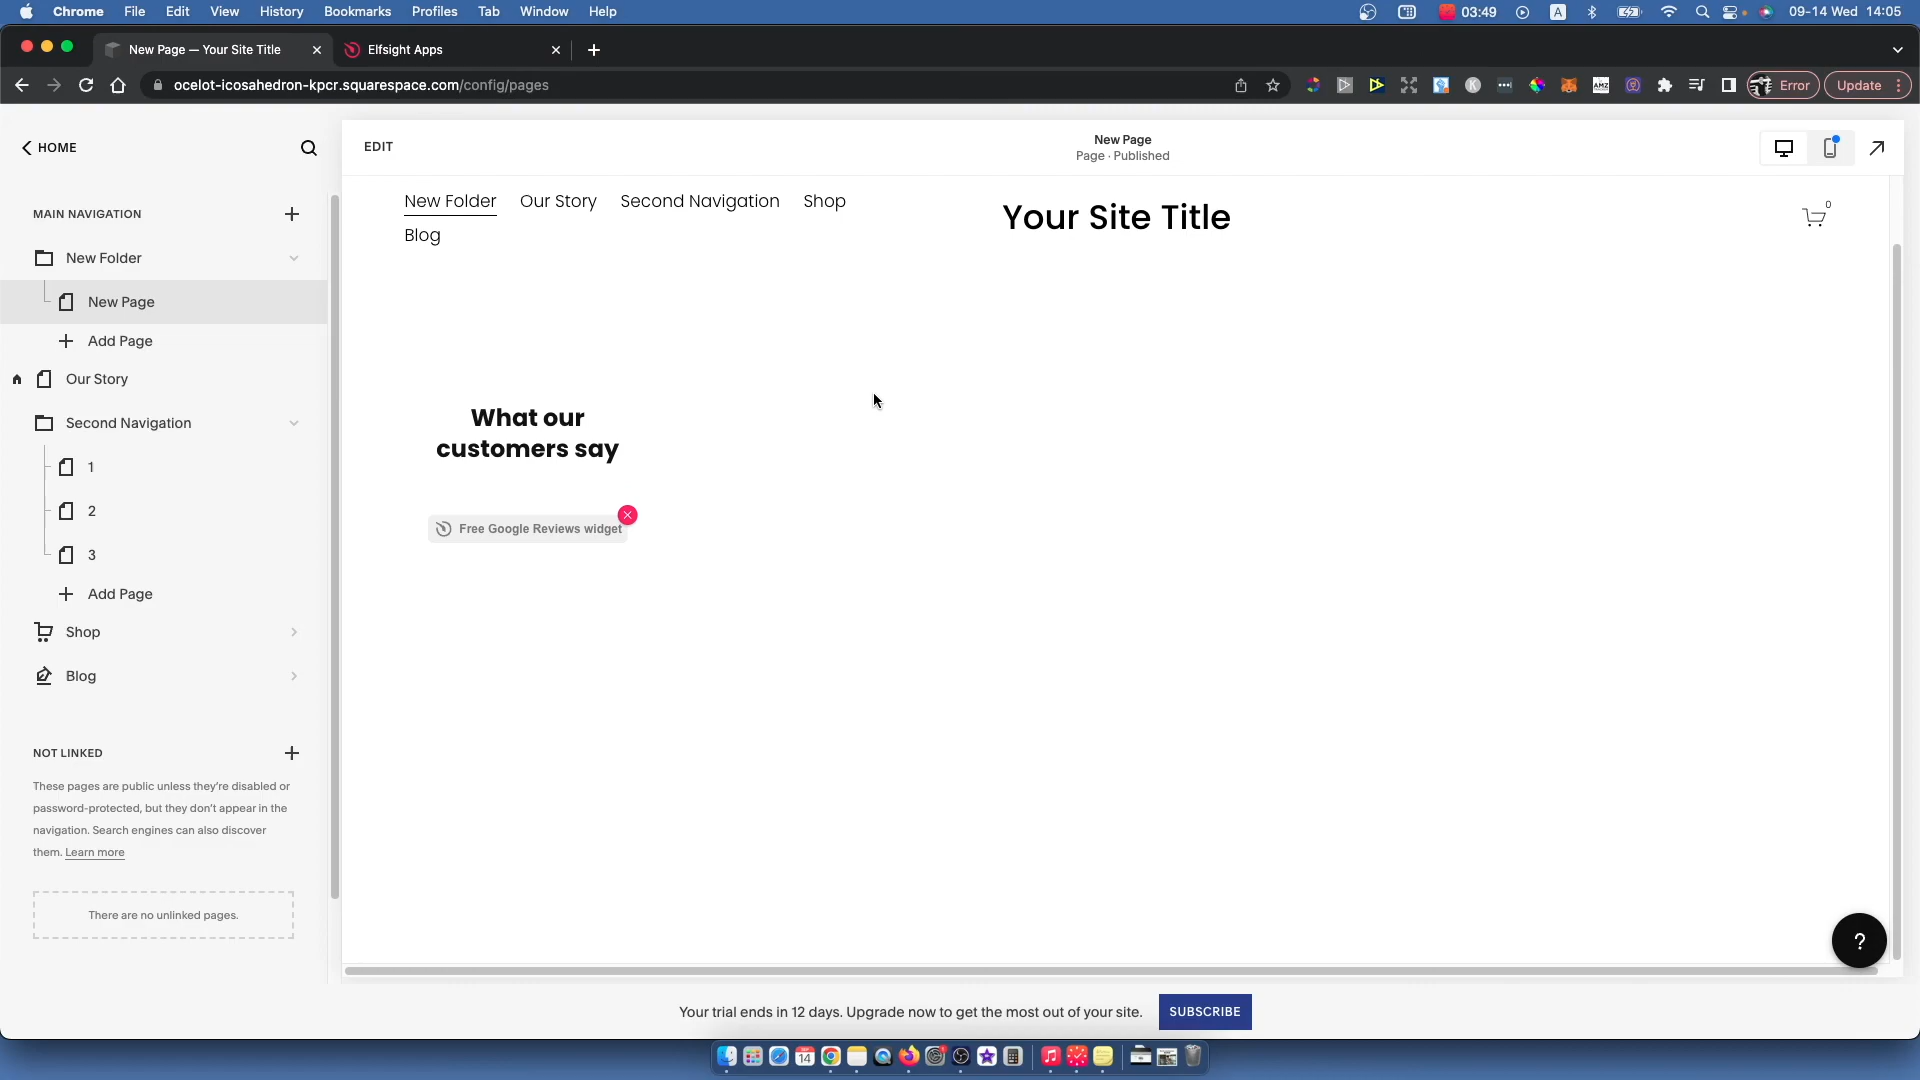 Chrome File Edit View History Bookmarks Profiles Tab Window Help
03:49 A 09-14 Wed 14:05
New Page — Your Site Title
Elfsight Apps
ocelot-icosahedron-kpcr.squarespace.com/config/pages
K
AMZ
Error
Update
HOME
EDIT
New Page
Page · Published
MAIN NAVIGATION
New Folder
New Page
Add Page
Our Story
Second Navigation
1
2
3
Add Page
Shop
Blog
NOT LINKED
These pages are public unless they're disabled or
password-protected, but they don't appear in the
navigation. Search engines can also discover
them. Learn more
There are no unlinked pages.
New Folder Our Story Second Navigation Shop
Blog
Your Site Title
0
What our
customers say
Free Google Reviews widget
?
Your trial ends in 12 days. Upgrade now to get the most out of your site.
SUBSCRIBE
14